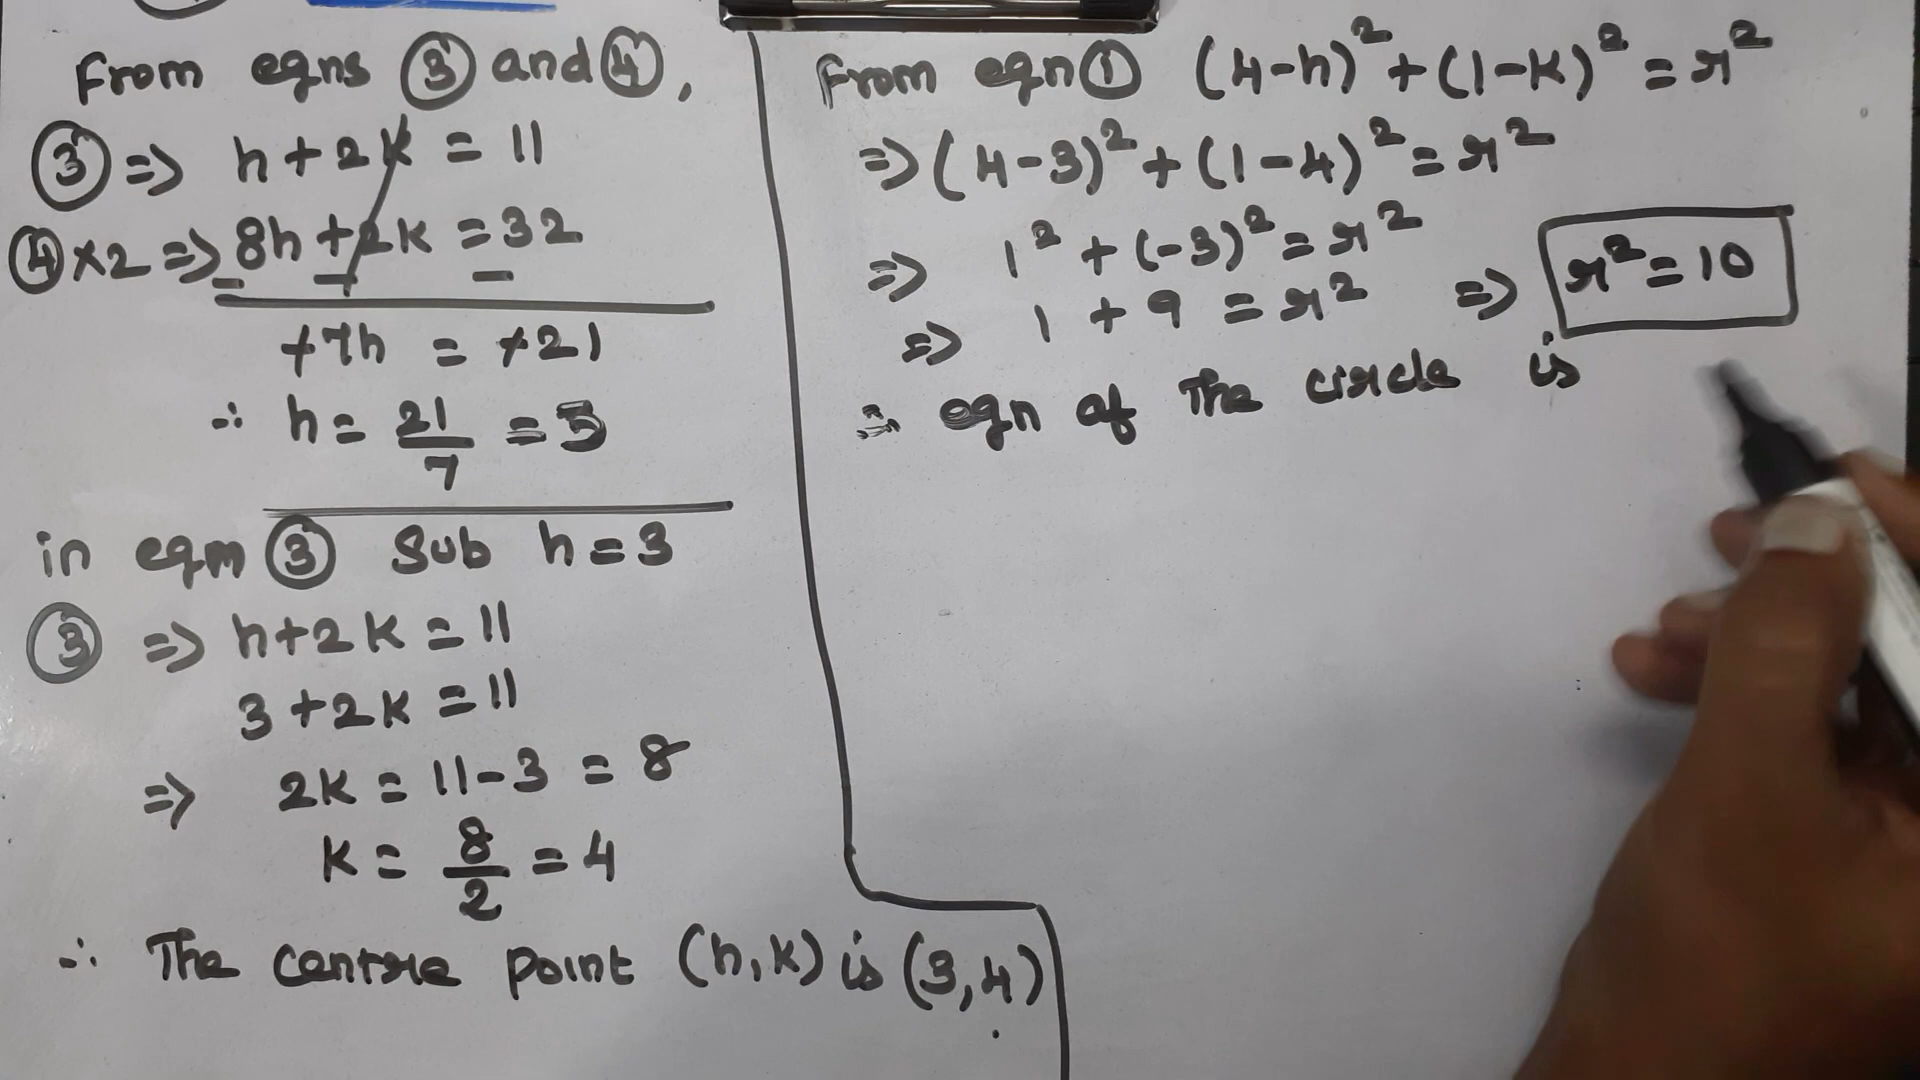 From eqns ③ and ④,
③ => h+2k = 11
④×2 => 8h+2k = 32
- - -
+7h = +21
∴ h = 21/7 = 3
in eqn ③ Sub h=3
③ => h+2k = 11
3+2k = 11
=> 2k = 11-3 = 8
k = 8/2 = 4
∴ The centre point (h,k) is (3,4)
From eqn ① (4-h)²+(1-k)² = r²
=> (4-3)²+(1-4)² = r²
=> 1²+(-3)² = r²
=> 1+9 = r² => r² = 10
∴ eqn of The circle is